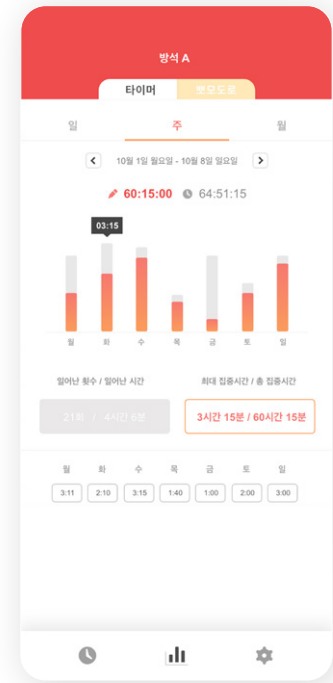 방석 A
타이머 뽀모도로
일 주 월
10월 1일 월요일 - 10월 8일 일요일
60:15:00 64:51:15
03:15
월 화 수 목 금 토 일
일어난 횟수 / 일어난 시간 최대 집중시간 / 총 집중시간
21회 / 4시간 6분 3시간 15분 / 60시간 15분
월 화 수 목 금 토 일
3:11 2:10 3:15 1:40 1:00 2:00 3:00